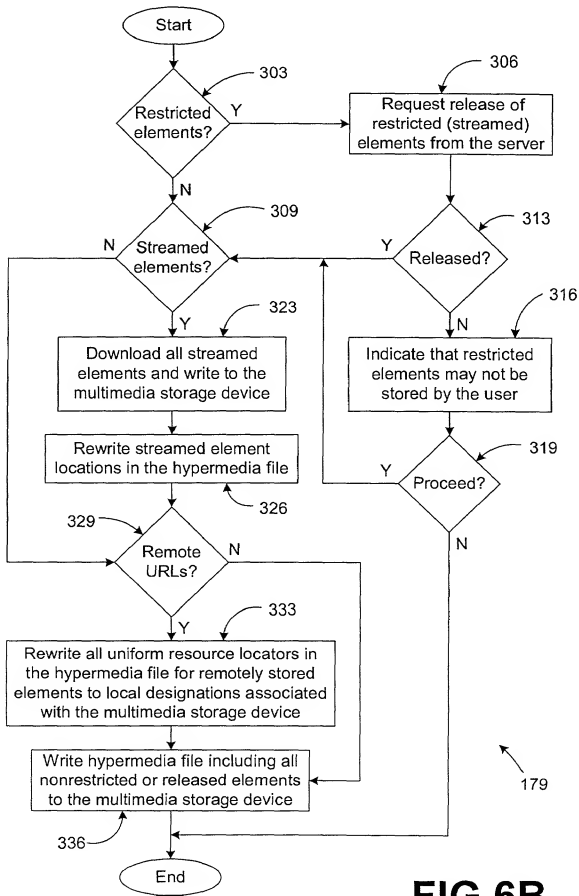 Start
303
Restricted
elements?
Y
N
306
Request release of
restricted (streamed)
elements from the server
309
Streamed
elements?
N
Y
313
Released?
Y
N
316
Indicate that restricted
elements may not be
stored by the user
323
Download all streamed
elements and write to the
multimedia storage device
Rewrite streamed element
locations in the hypermedia file
326
319
Proceed?
Y
N
329
Remote
URLs?
N
Y
333
Rewrite all uniform resource locators in
the hypermedia file for remotely stored
elements to local designations associated
with the multimedia storage device
Write hypermedia file including all
nonrestricted or released elements
to the multimedia storage device
336
179
End
FIG 6B